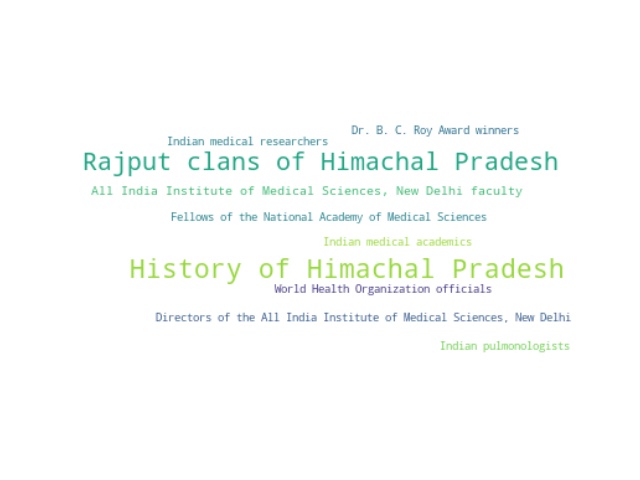 Dr. B. C. Roy Award winners
Indian medical researchers
Rajput clans of Himachal Pradesh
All India Institute of Medical Sciences, New Delhi faculty
Fellows of the National Academy of Medical Sciences
Indian medical academics
History of Himachal Pradesh
World Health Organization officials
Directors of the All India Institute of Medical Sciences, New Delhi
Indian pulmonologists